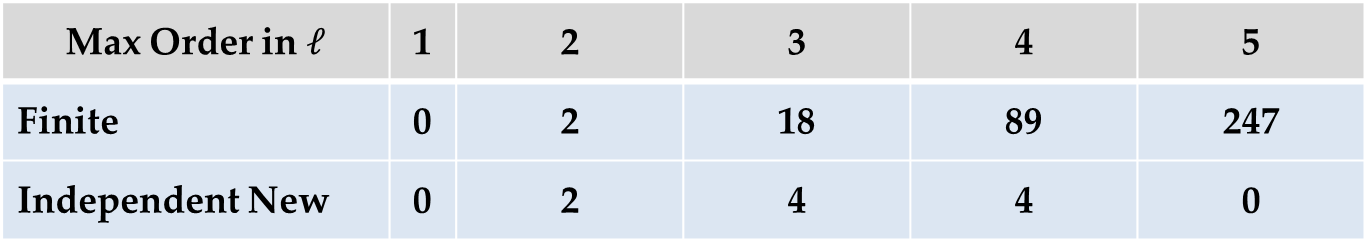 Max Order in ℓ 1 2 3 4 5
Finite 0 2 18 89 247
Independent New 0 2 4 4 0